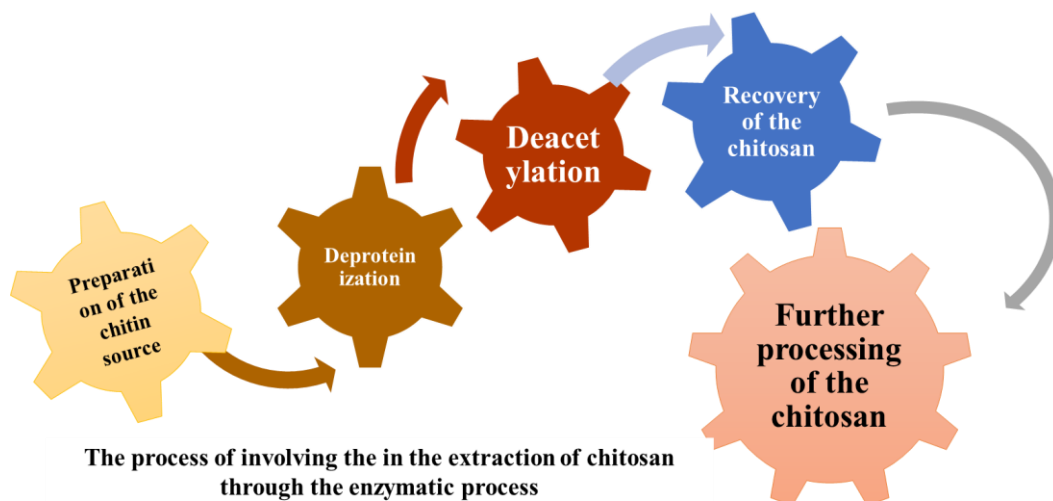 Preparati
on of the
chitin
source
Deprotein
ization
Deacet
ylation
Recovery
of the
chitosan
Further
processing
of the
chitosan
The process of involving the in the extraction of chitosan
through the enzymatic process